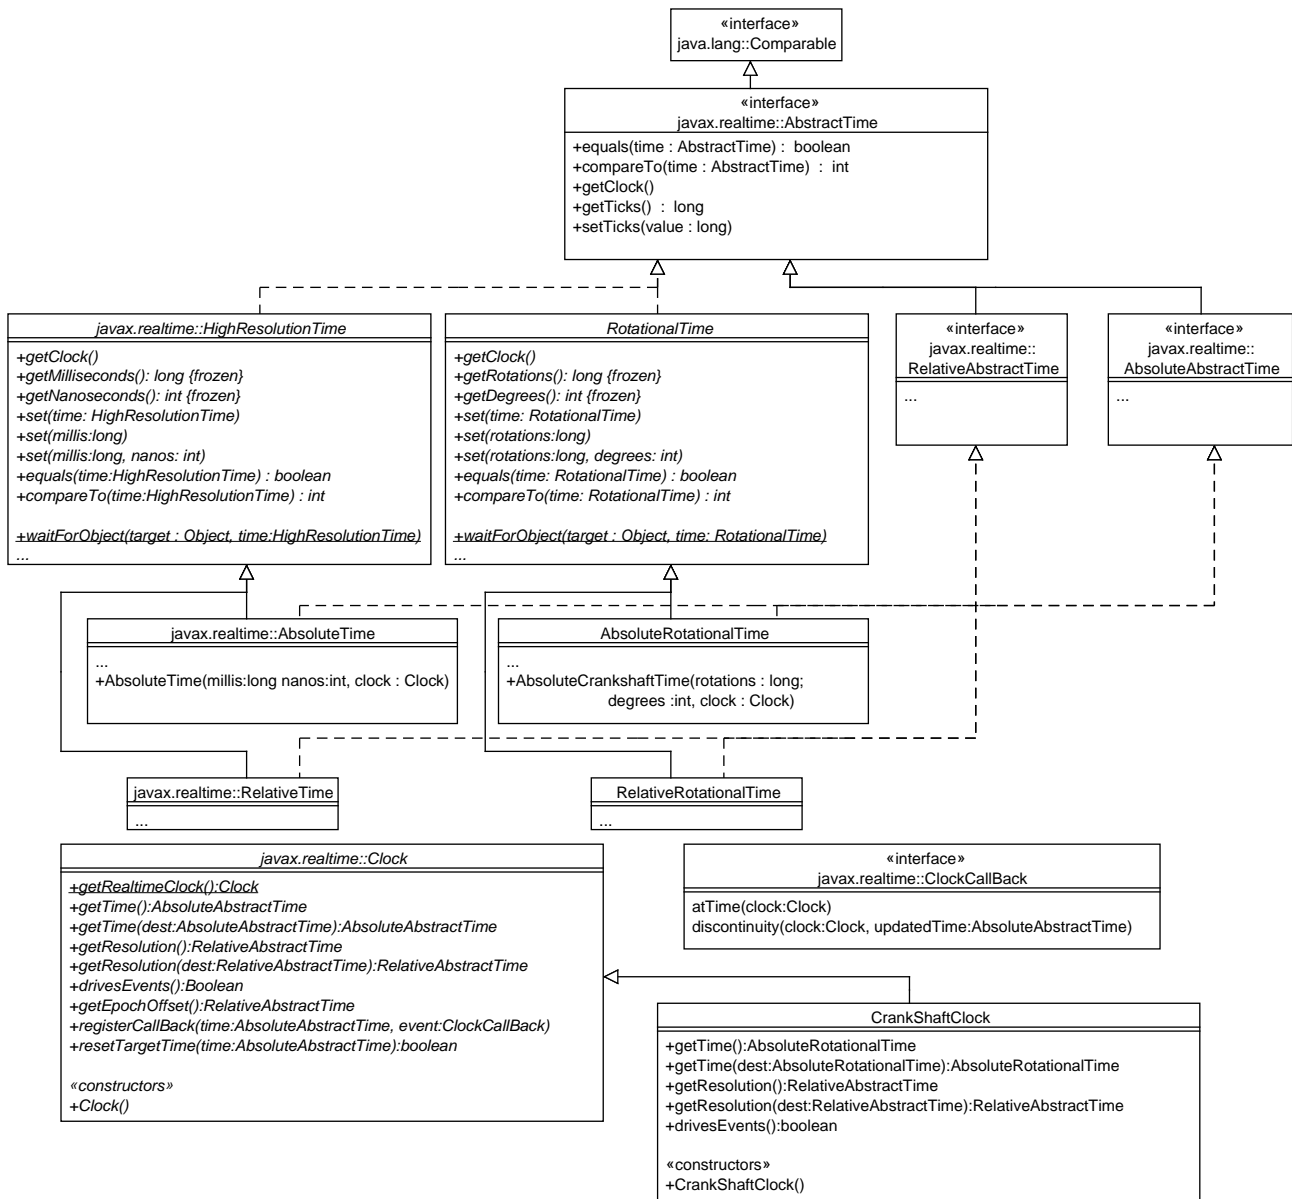 «interface»
java.lang::Comparable
«interface»
javax.realtime::AbstractTime
+equals(time : AbstractTime) : boolean
+compareTo(time : AbstractTime) : int
+getClock()
+getTicks() : long
+setTicks(value : long)
javax.realtime::HighResolutionTime
+getClock()
+getMilliseconds(): long {frozen}
+getNanoseconds(): int {frozen}
+set(time: HighResolutionTime)
+set(millis:long)
+set(millis:long, nanos: int)
+equals(time:HighResolutionTime) : boolean
+compareTo(time:HighResolutionTime) : int
+waitForObject(target : Object, time:HighResolutionTime)
...
RotationalTime
+getClock()
+getRotations(): long {frozen}
+getDegrees(): int {frozen}
+set(time: RotationalTime)
+set(rotations:long)
+set(rotations:long, degrees: int)
+equals(time: RotationalTime) : boolean
+compareTo(time: RotationalTime) : int
+waitForObject(target : Object, time: RotationalTime)
...
«interface»
javax.realtime::
RelativeAbstractTime
...
«interface»
javax.realtime::
AbsoluteAbstractTime
...
javax.realtime::AbsoluteTime
...
+AbsoluteTime(millis:long nanos:int, clock : Clock)
AbsoluteRotationalTime
...
+AbsoluteCrankshaftTime(rotations : long;
degrees :int, clock : Clock)
javax.realtime::RelativeTime
...
RelativeRotationalTime
...
javax.realtime::Clock
+getRealtimeClock():Clock
+getTime():AbsoluteAbstractTime
+getTime(dest:AbsoluteAbstractTime):AbsoluteAbstractTime
+getResolution():RelativeAbstractTime
+getResolution(dest:RelativeAbstractTime):RelativeAbstractTime
+drivesEvents():Boolean
+getEpochOffset():RelativeAbstractTime
+registerCallBack(time:AbsoluteAbstractTime, event:ClockCallBack)
+resetTargetTime(time:AbsoluteAbstractTime):boolean
«constructors»
+Clock()
«interface»
javax.realtime::ClockCallBack
atTime(clock:Clock)
discontinuity(clock:Clock, updatedTime:AbsoluteAbstractTime)
CrankShaftClock
+getTime():AbsoluteRotationalTime
+getTime(dest:AbsoluteRotationalTime):AbsoluteRotationalTime
+getResolution():RelativeAbstractTime
+getResolution(dest:RelativeAbstractTime):RelativeAbstractTime
+drivesEvents():boolean
«constructors»
+CrankShaftClock()